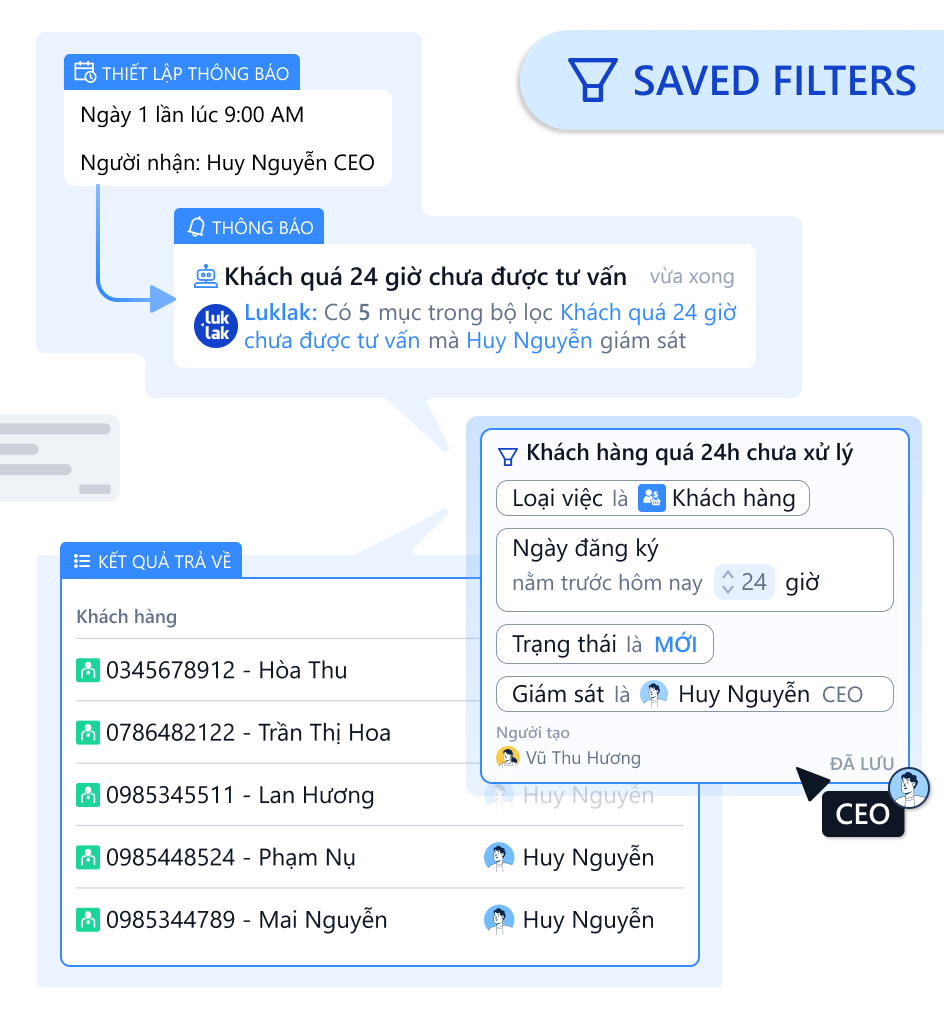 THIẾT LẬP THÔNG BÁO
Ngày 1 lần lúc 9:00 AM
Người nhận: Huy Nguyễn CEO
SAVED FILTERS
THÔNG BÁO
Khách quá 24 giờ chưa được tư vấn vừa xong
luk
lak
Luklak: Có 5 mục trong bộ lọc Khách quá 24 giờ
chưa được tư vấn mà Huy Nguyễn giám sát
Khách hàng quá 24h chưa xử lý
Loại việc là Khách hàng
Ngày đăng ký
nằm trước hôm nay 24 giờ
Trạng thái là MỚI
Giám sát là Huy Nguyễn CEO
Người tạo
Vũ Thu Hương
ĐÃ LƯU
CEO
KẾT QUẢ TRẢ VỀ
Khách hàng
0345678912 - Hòa Thu
0786482122 - Trần Thị Hoa
0985345511 - Lan Hương Huy Nguyễn
0985448524 - Phạm Nụ Huy Nguyễn
0985344789 - Mai Nguyễn Huy Nguyễn